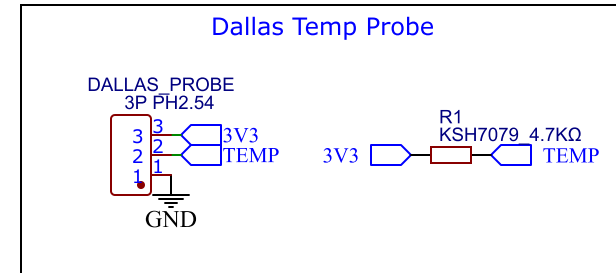 Dallas Temp Probe
DALLAS_PROBE
3P PH2.54
3 3 3V3
2 2 TEMP
1 1
GND
R1
KSH7079_4.7KΩ
3V3 TEMP